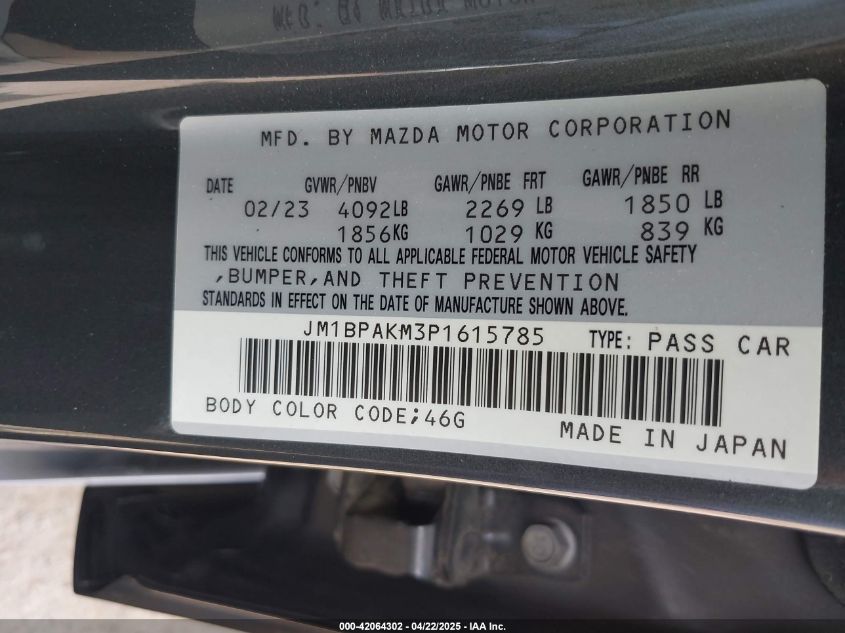 MFD. BY MAZDA MOTOR CORPORATION
DATE GVWR/PNBV GAWR/PNBE FRT GAWR/PNBE RR
02/23 4092LB 2269 LB 1850 LB
1856KG 1029 KG 839 KG
THIS VEHICLE CONFORMS TO ALL APPLICABLE FEDERAL MOTOR VEHICLE SAFETY
,BUMPER,AND THEFT PREVENTION
STANDARDS IN EFFECT ON THE DATE OF MANUFACTURE SHOWN ABOVE.
JM1BPAKM3P1615785 TYPE: PASS CAR
BODY COLOR CODE;46G
MADE IN JAPAN
000-42064302 - 04/22/2025 - IAA Inc.